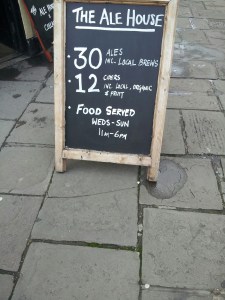 THE ALE HOUSE
30 ALES
INC. LOCAL BREWS
12 CIDERS
INC LOCAL, ORGANIC
& FRUIT
• FOOD SERVED
WEDS-SUN
11AM-6PM